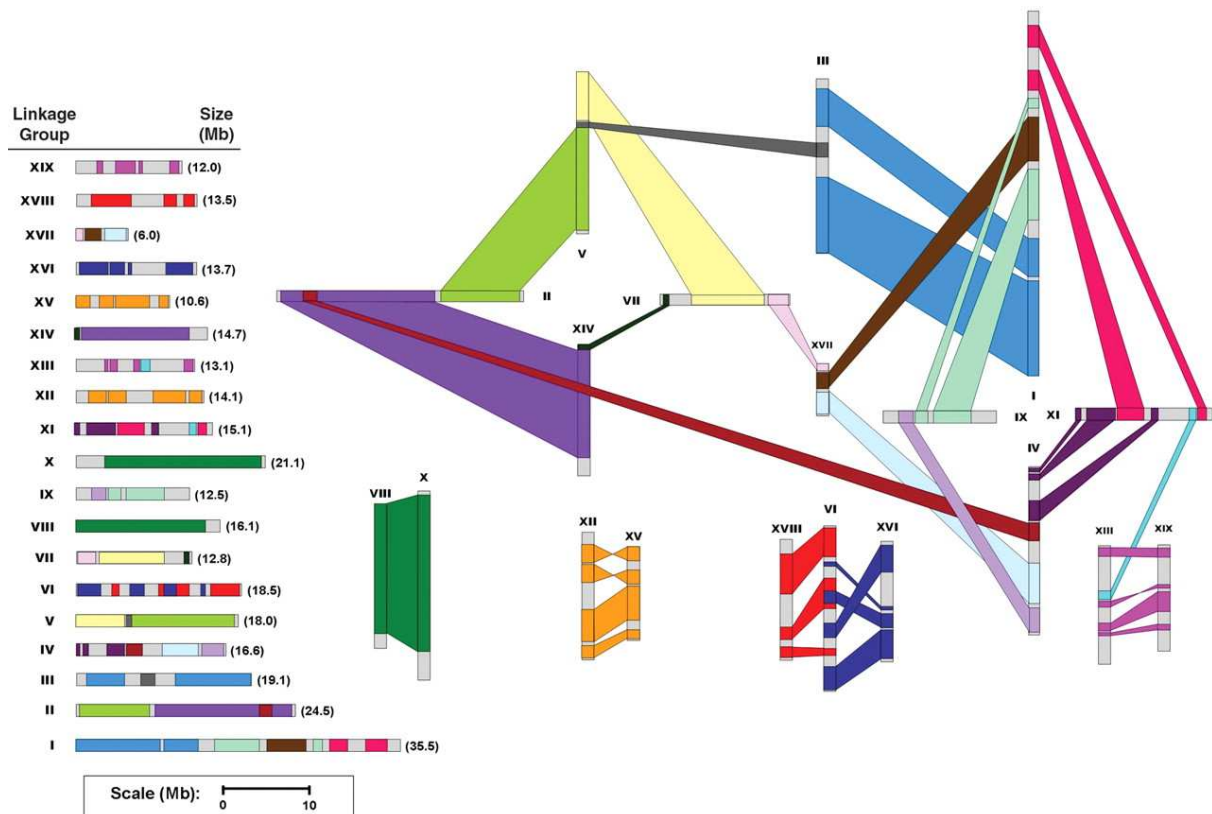 Linkage Group Size (Mb)
XIX (12.0)
XVIII (13.5)
XVII (6.0)
XVI (13.7)
XV (10.6)
XIV (14.7)
XIII (13.1)
XII (14.1)
XI (15.1)
X (21.1)
IX (12.5)
VIII (16.1)
VII (12.8)
VI (18.5)
V (18.0)
IV (16.6)
III (19.1)
II (24.5)
I (35.5)
Scale (Mb): 0 10
III
V
II
VII
XIV
XVII
I
IX
XI
IV
VIII
X
XII
XV
XVIII
VI
XVI
XIII
XIX